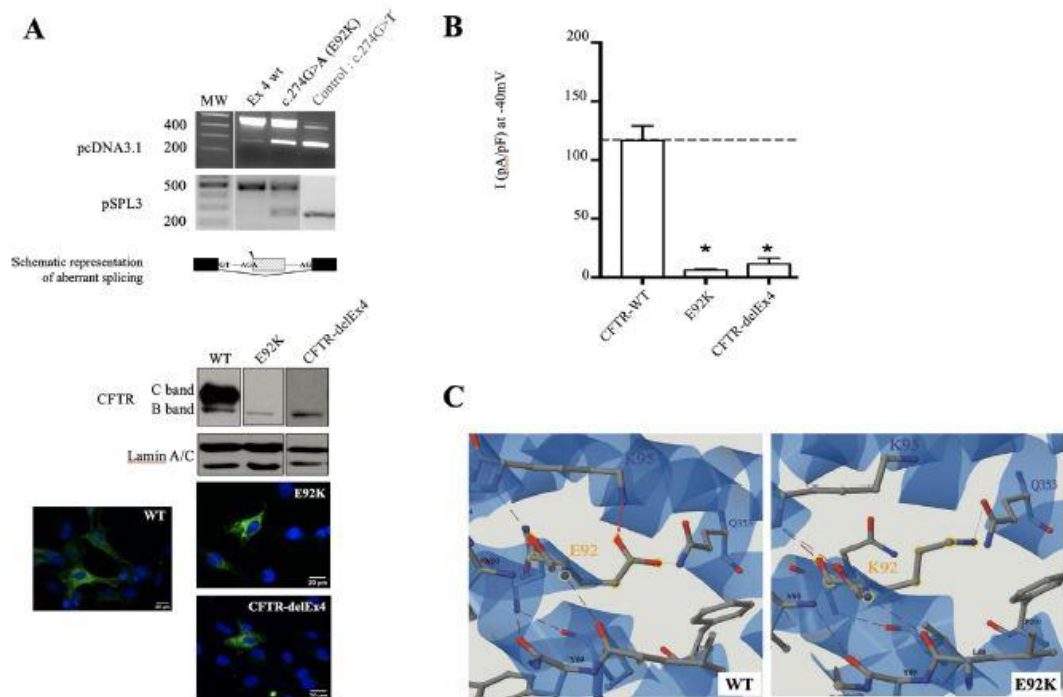 A
MW
Ex 4 wt
c.274G>A (E92K)
Control : c.274G>T
pcDNA3.1
400
200
pSPL3
500
200
Schematic representation
of aberrant splicing
GT
AGA
AG
WT
E92K
CFTR-delEx4
CFTR
C band
B band
Lamin A/C
WT
E92K
20 µm
CFTR-delEx4
B
I (pA/pF) at -40mV
200
150
100
50
0
*
*
CFTR-WT
E92K
CFTR-delEx4
C
K95
E92
WT
K95
Q353
K92
E92K